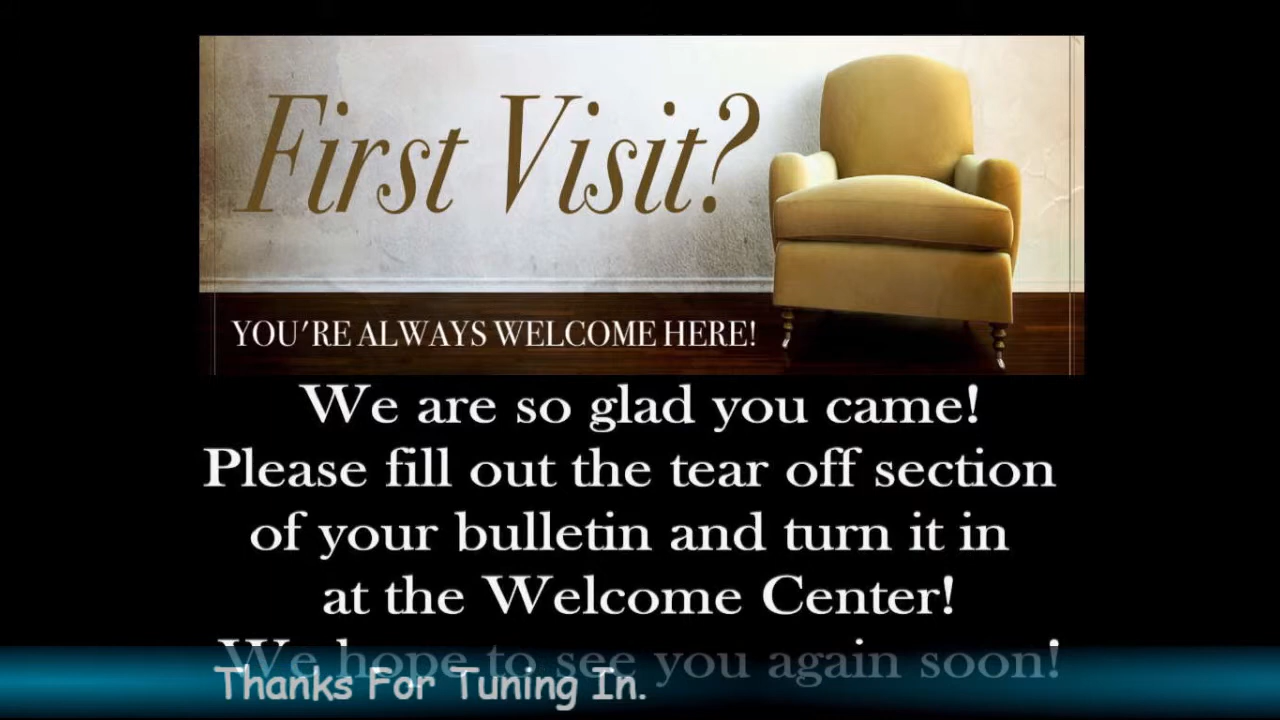 First Visit?
YOU'RE ALWAYS WELCOME HERE!
We are so glad you came!
Please fill out the tear off section
of your bulletin and turn it in
at the Welcome Center!
We hope to see you again soon!
Thanks For Tuning In.